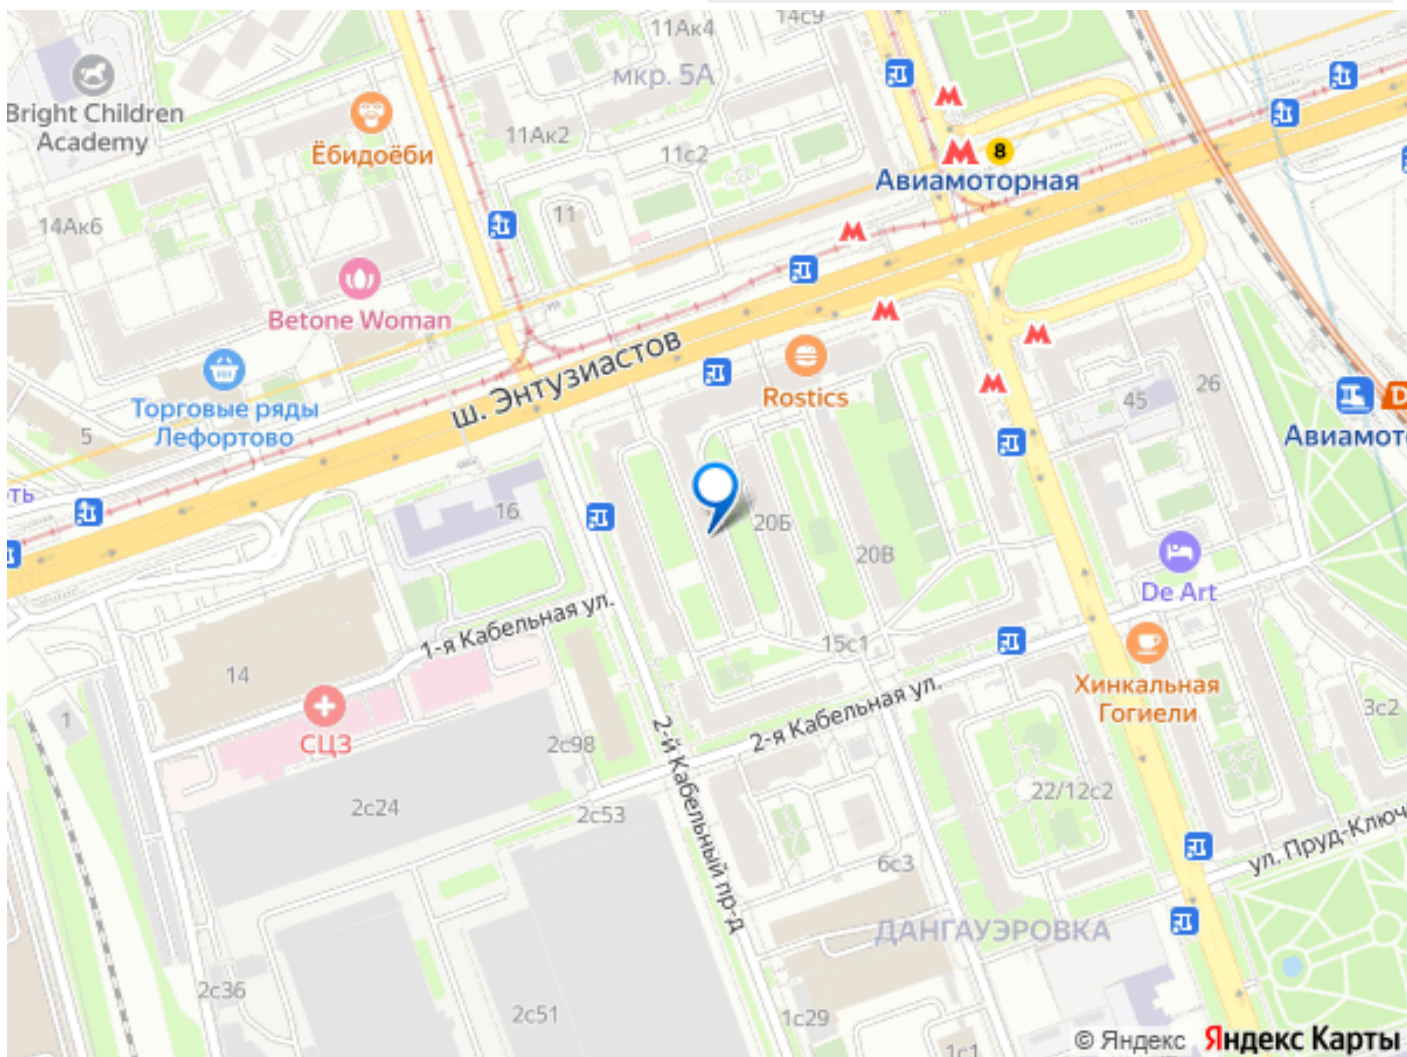 14с9
11Ак4
мкр. 5А
Bright Children
Academy
Ёбидоёби
11Ак2
11с2
8
Авиамоторная
14Ак6
11
Betone Woman
ш. Энтузиастов
Rostics
26
45
Торговые ряды
Лефортово
5
Авиамот
D
ть
16
20Б
20В
De Art
1-я Кабельная ул.
15с1
14
Хинкальная
Гогиели
2-я Кабельная ул.
3с2
1
СЦЗ
2с98
2-й Кабельный пр-д
22/12с2
2с24
2с53
ул. Пруд-Ключ
6с3
ДАНГАУЭРОВКА
2с36
2с51
1с29
1с1
© Яндекс Яндекс Карты